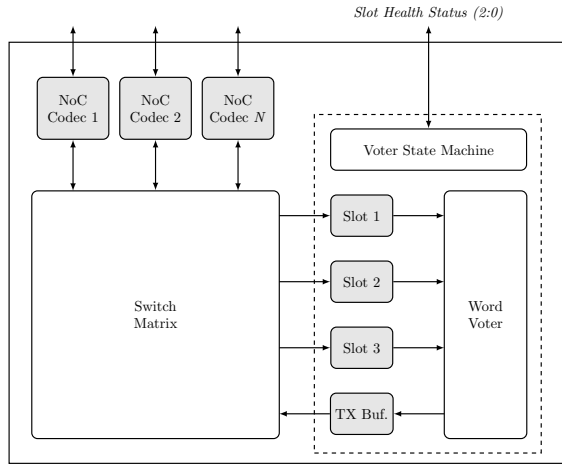 Slot Health Status (2:0)
NoC
Codec 1
NoC
Codec 2
NoC
Codec N
Voter State Machine
Slot 1
Slot 2
Switch
Matrix
Word
Voter
Slot 3
TX Buf.